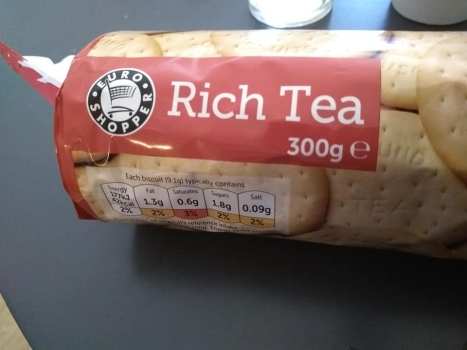 EURO SHOPPER
Rich Tea
300g e
Each biscuit (9.1g) typically contains
Energy Fat Saturates Sugars Salt
1.3g 0.6g 1.8g 0.09g
2% 2% 3% 2% 2%